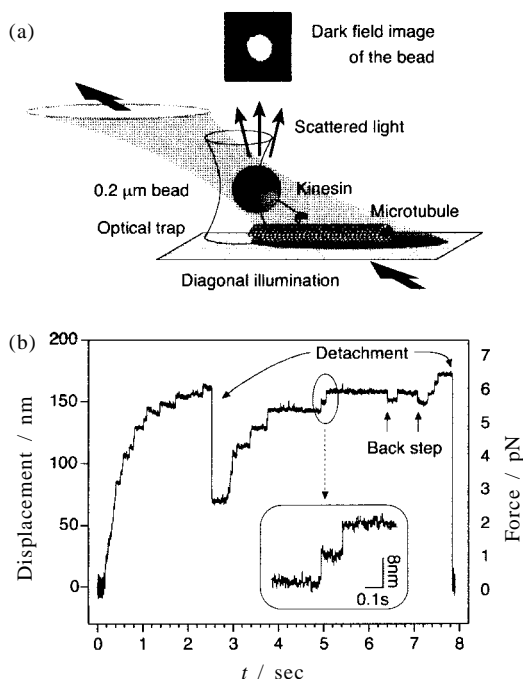 (a)
Dark field image
of the bead
Scattered light
0.2 μm bead
Kinesin
Microtubule
Optical trap
Diagonal illumination
(b)
200
150
100
50
0
Displacement / nm
Detachment
Back step
8nm
0.1s
7
6
5
4
3
2
1
0
Force / pN
0 1 2 3 4 5 6 7 8
t / sec